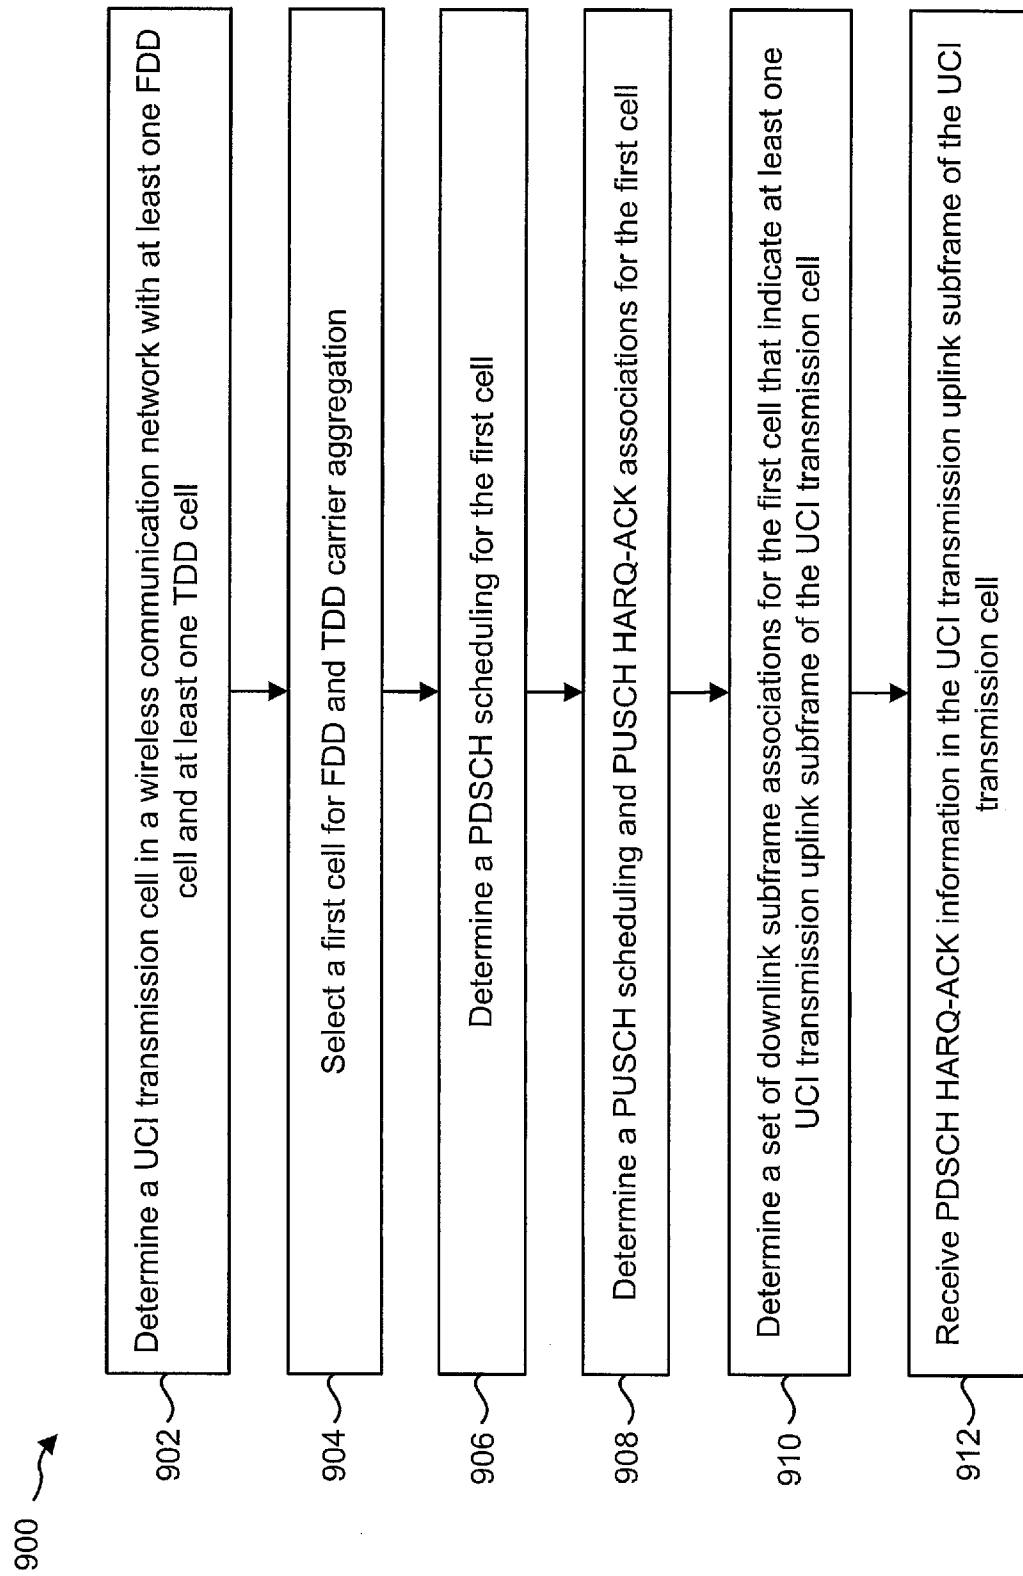 900
902
Determine a UCI transmission cell in a wireless communication network with at least one FDD
cell and at least one TDD cell
904
Select a first cell for FDD and TDD carrier aggregation
906
Determine a PDSCH scheduling for the first cell
908
Determine a PUSCH scheduling and PUSCH HARQ-ACK associations for the first cell
910
Determine a set of downlink subframe associations for the first cell that indicate at least one
UCI transmission uplink subframe of the UCI transmission cell
912
Receive PDSCH HARQ-ACK information in the UCI transmission uplink subframe of the UCI
transmission cell